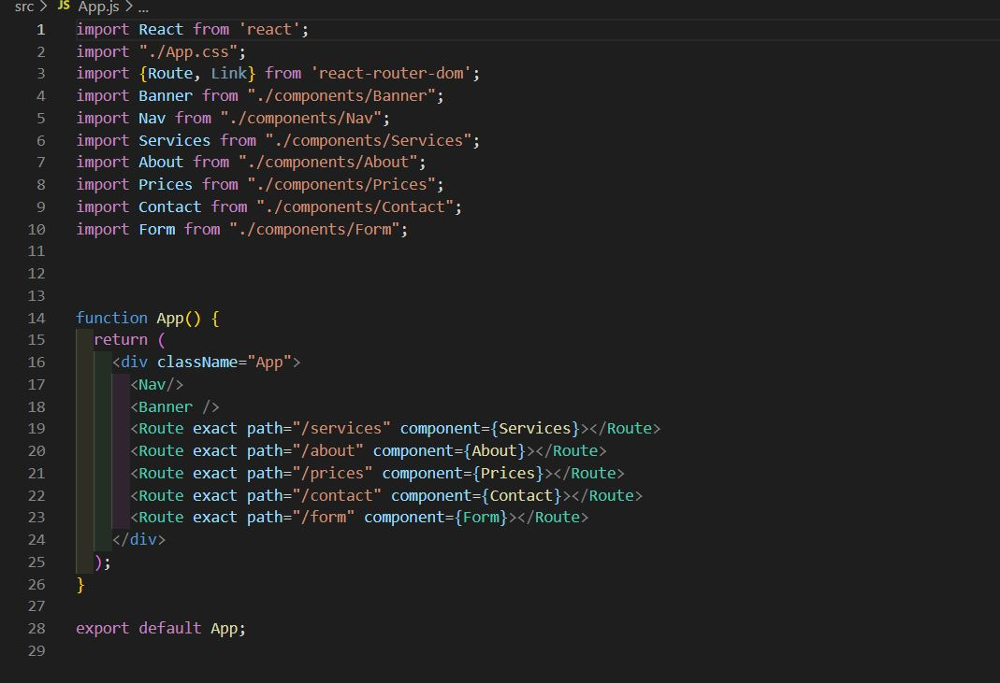 src > JS App.js > ...
1 import React from 'react';
2 import "./App.css";
3 import {Route, Link} from 'react-router-dom';
4 import Banner from "./components/Banner";
5 import Nav from "./components/Nav";
6 import Services from "./components/Services";
7 import About from "./components/About";
8 import Prices from "./components/Prices";
9 import Contact from "./components/Contact";
10 import Form from "./components/Form";
11
12
13
14 function App() {
15   return (
16     <div className="App">
17       <Nav/>
18       <Banner />
19       <Route exact path="/services" component={Services}></Route>
20       <Route exact path="/about" component={About}></Route>
21       <Route exact path="/prices" component={Prices}></Route>
22       <Route exact path="/contact" component={Contact}></Route>
23       <Route exact path="/form" component={Form}></Route>
24     </div>
25   );
26 }
27
28 export default App;
29